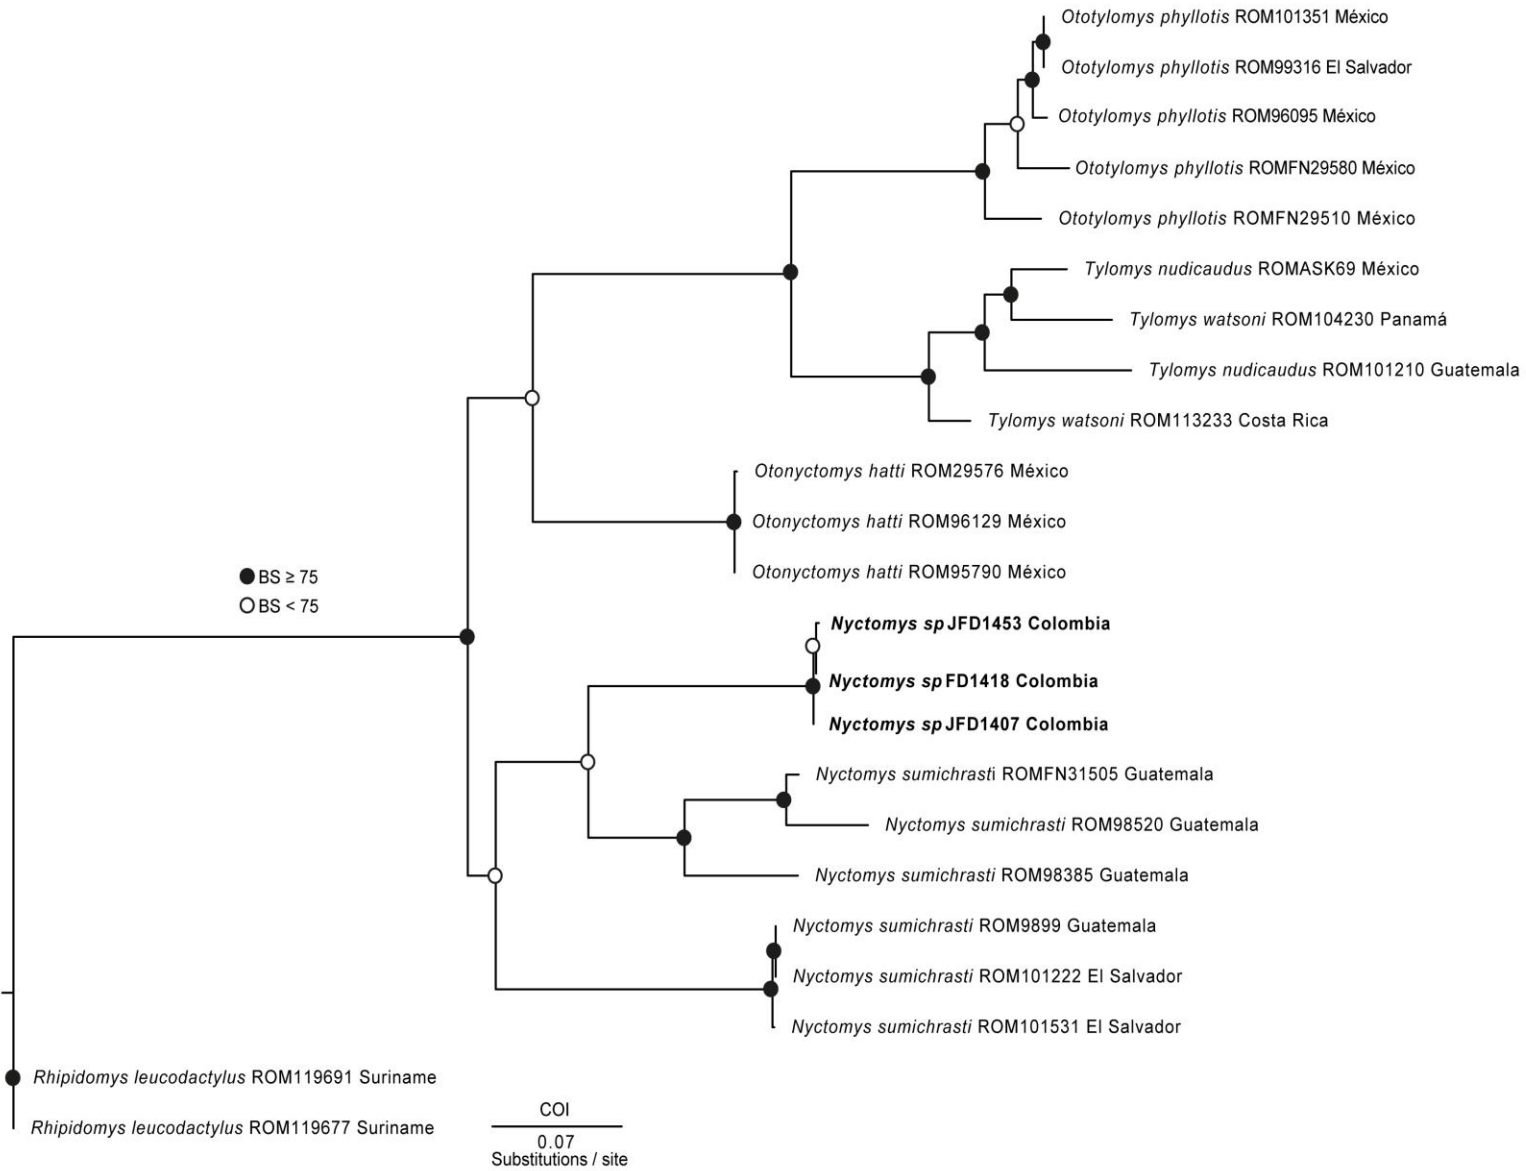 Ototylomys phyllotis ROM101351 México
Ototylomys phyllotis ROM99316 El Salvador
Ototylomys phyllotis ROM96095 México
Ototylomys phyllotis ROMFN29580 México
Ototylomys phyllotis ROMFN29510 México
Tylomys nudicaudus ROMASK69 México
Tylomys watsoni ROM104230 Panamá
Tylomys nudicaudus ROM101210 Guatemala
Tylomys watsoni ROM113233 Costa Rica
Otonyctomys hatti ROM29576 México
Otonyctomys hatti ROM96129 México
Otonyctomys hatti ROM95790 México
BS ≥ 75
BS < 75
Nyctomys sp JFD1453 Colombia
Nyctomys sp FD1418 Colombia
Nyctomys sp JFD1407 Colombia
Nyctomys sumichrasti ROMFN31505 Guatemala
Nyctomys sumichrasti ROM98520 Guatemala
Nyctomys sumichrasti ROM98385 Guatemala
Nyctomys sumichrasti ROM9899 Guatemala
Nyctomys sumichrasti ROM101222 El Salvador
Nyctomys sumichrasti ROM101531 El Salvador
Rhipidomys leucodactylus ROM119691 Suriname
Rhipidomys leucodactylus ROM119677 Suriname
COI
0.07
Substitutions / site